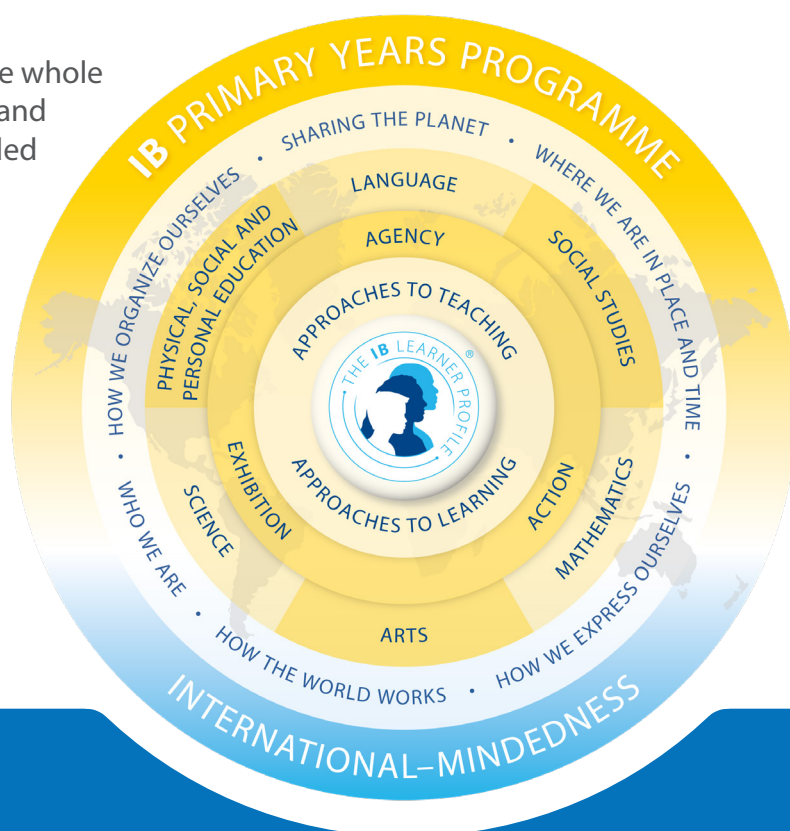 e whole
and
led
IB PRIMARY YEARS PROGRAMME
SHARING THE PLANET
•
WHERE WE ARE IN PLACE AND TIME
•
HOW WE EXPRESS OURSELVES
•
HOW THE WORLD WORKS
•
WHO WE ARE
•
HOW WE ORGANIZE OURSELVES
•
LANGUAGE
SOCIAL STUDIES
MATHEMATICS
ARTS
SCIENCE
PHYSICAL, SOCIAL AND
PERSONAL EDUCATION
AGENCY
ACTION
EXHIBITION
APPROACHES TO TEACHING
APPROACHES TO LEARNING
• THE IB LEARNER PROFILE • ®
INTERNATIONAL–MINDEDNESS